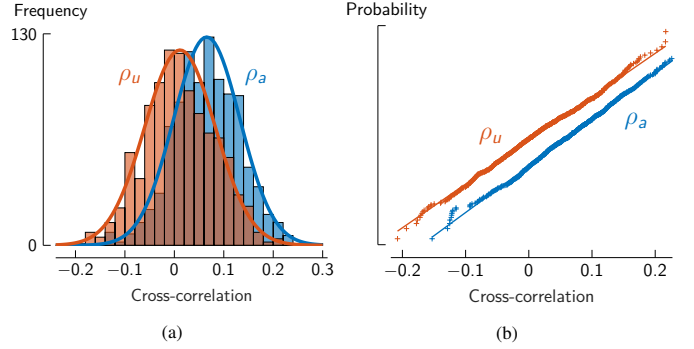 Frequency
130
0
ρu
ρa
−0.2 −0.1 0 0.1 0.2 0.3
Cross-correlation
(a)
Probability
ρu
ρa
−0.2 −0.1 0 0.1 0.2
Cross-correlation
(b)